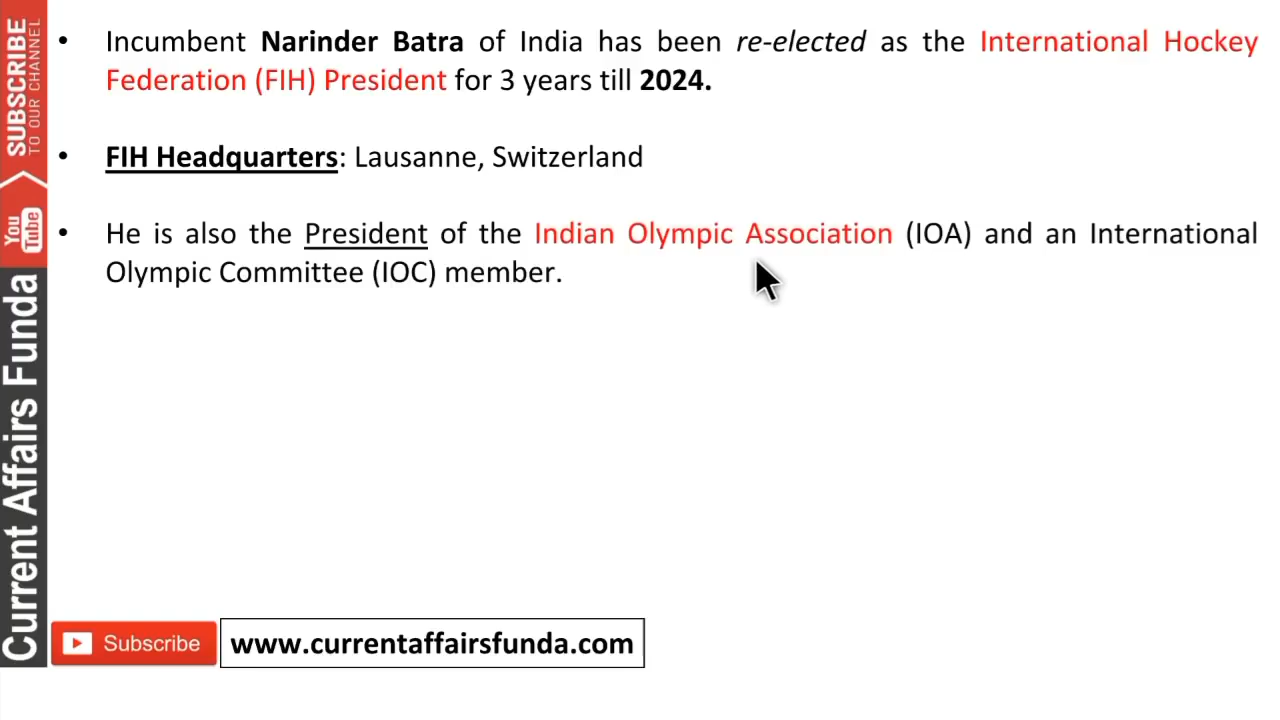 • Incumbent Narinder Batra of India has been re-elected as the International Hockey
Federation (FIH) President for 3 years till 2024.
• FIH Headquarters: Lausanne, Switzerland
• He is also the President of the Indian Olympic Association (IOA) and an International
Olympic Committee (IOC) member.
SUBSCRIBE
TO OUR CHANNEL
You
Tube
Current Affairs Funda
Subscribe
www.currentaffairsfunda.com